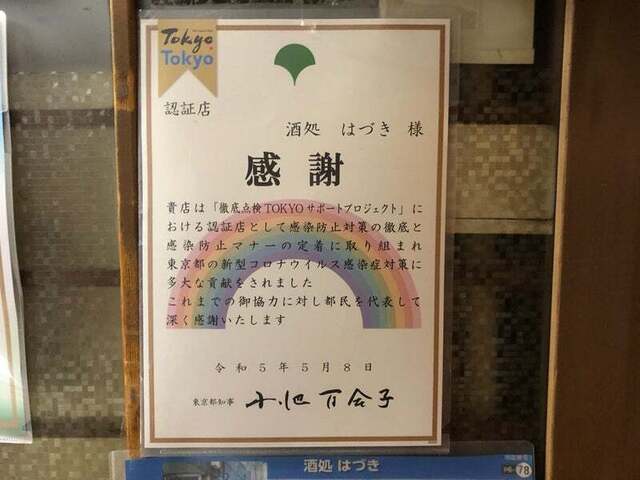 Tokyo
Tokyo
認証店
酒処 はづき 様
感謝
貴店は「徹底点検TOKYOサポートプロジェクト」に
おける認証店として感染防止対策の徹底と
感染防止マナーの定着に取り組まれ
東京都の新型コロナウイルス感染症対策に
多大な貢献をされました
これまでの御協力に対し都民を代表して
深く感謝いたします
令和5年5月8日
東京都知事 小池百合子
酒処 はづき
78